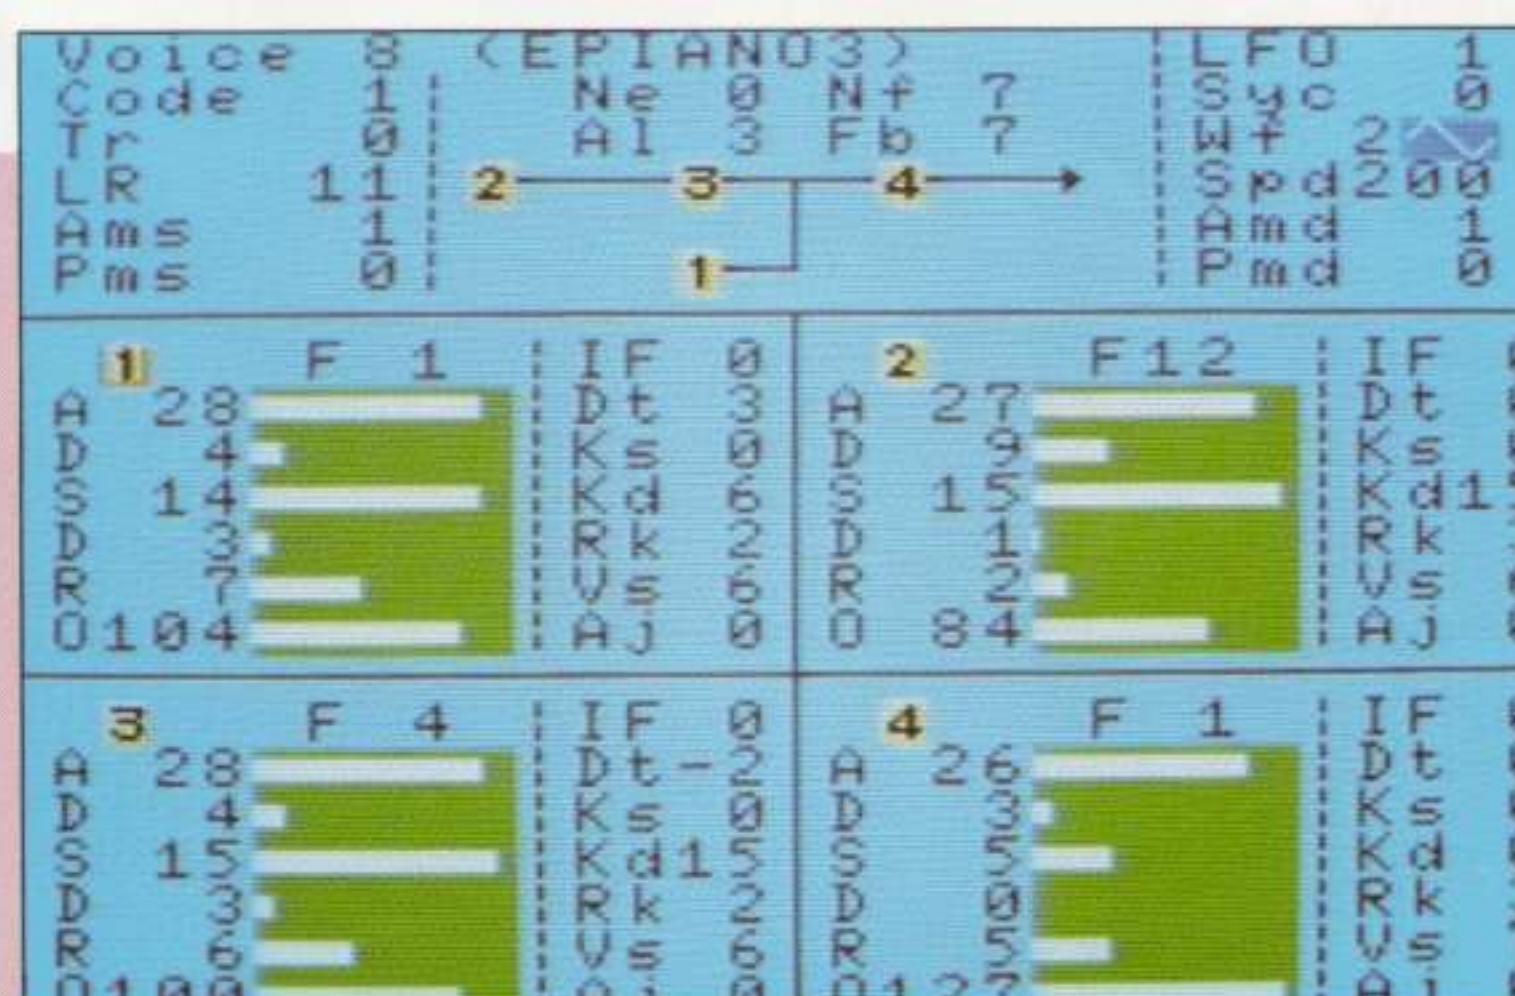 Voice 8 (EPIANO3) LFO 1
Code 1 Ne 0 Nf ? Syc 0
Tr 0 Al 3 Fb 7 Wf 2
LR 11 2 3 4 Spd200
Ams 1 Amd 1
Pms 0 1 Pmd 0
1 F 1 IF 0
A 28 Dt 3
D 4 Ks 0
S 14 Kd 6
D 3 Rk 2
R 7 Vs 6
O104 Aj 0
2 F12 IF
A 27 Dt
D 9 Ks
S 15 Kd1
D 1 Rk
R 2 Vs
O 84 Aj
3 F 4 IF 0
A 28 Dt-2
D 4 Ks 0
S 15 Kd15
D 3 Rk 2
R 6 Vs 6
O100
4 F 1 IF
A 26 Dt
D 3 Ks
S 5 Kd
D 0 Rk
R 5 Vs
O127